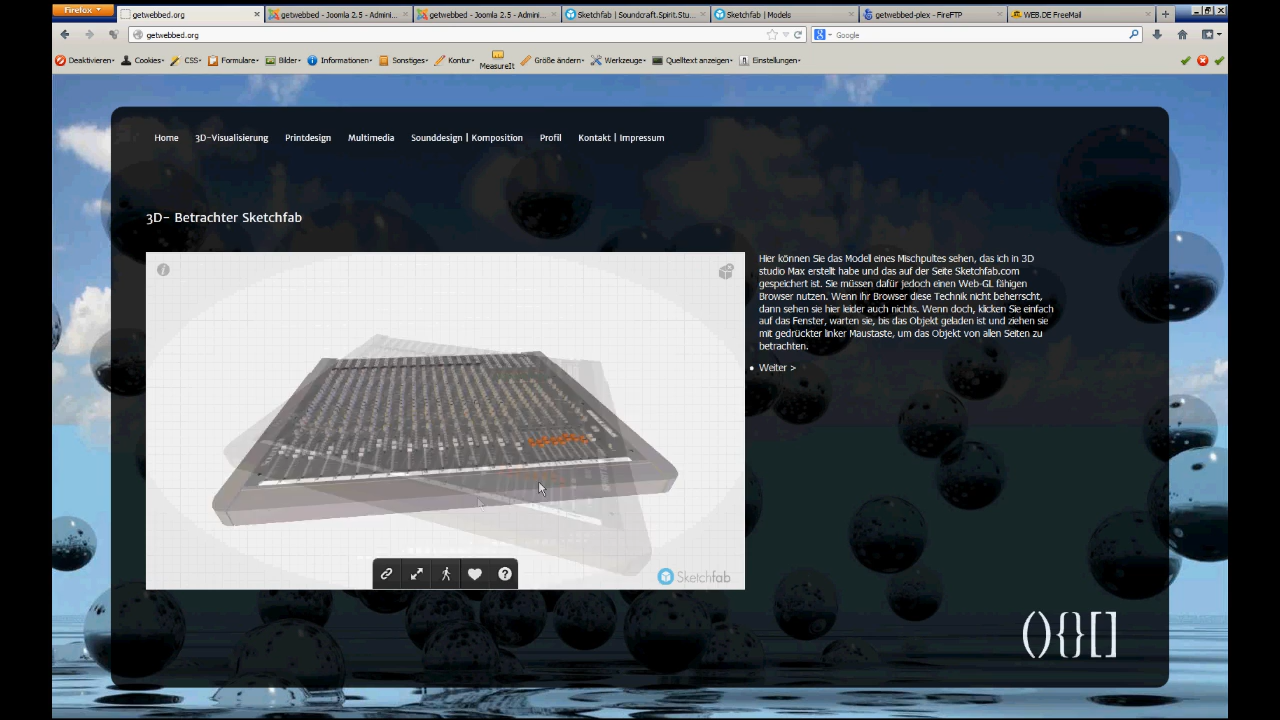 Firefox
getwebbed.org
getwebbed - Joomla 2.5 - Admini...
getwebbed - Joomla 2.5 - Admini...
Sketchfab | Soundcraft.Spirit.Stu...
Sketchfab | Models
getwebbed-plex - FireFTP
WEB.DE FreeMail
getwebbed.org
Google
Deaktivieren
Cookies
CSS
Formulare
Bilder
Informationen
Sonstiges
Kontur
MeasureIt
Größe ändern
Werkzeuge
Quelltext anzeigen
Einstellungen
Home
3D-Visualisierung
Printdesign
Multimedia
Sounddesign | Komposition
Profil
Kontakt | Impressum
3D- Betrachter Sketchfab
Hier können Sie das Modell eines Mischpultes sehen, das ich in 3D
studio Max erstellt habe und das auf der Seite Sketchfab.com
gespeichert ist. Sie müssen dafür jedoch einen Web-GL fähigen
Browser nutzen. Wenn ihr Browser diese Technik nicht beherrscht,
dann sehen sie hier leider auch nichts. Wenn doch, klicken Sie einfach
auf das Fenster, warten sie, bis das Objekt geladen ist und ziehen sie
mit gedrückter linker Maustaste, um das Objekt von allen Seiten zu
betrachten.
Weiter >
Sketchfab
(){}[]